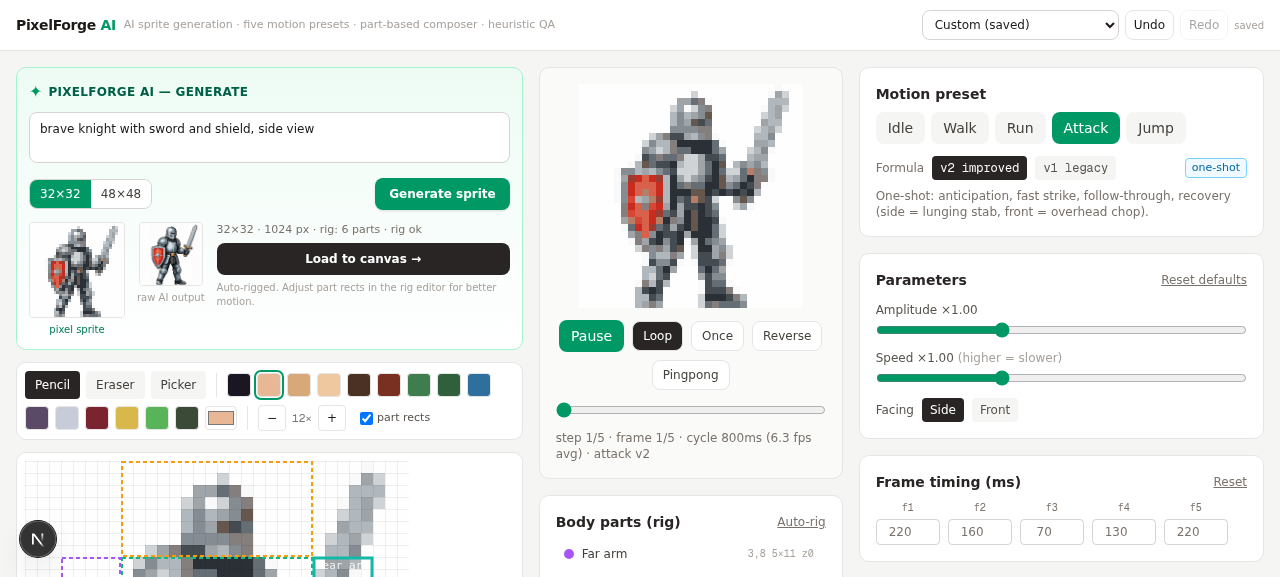 PixelForge AI
AI sprite generation · five motion presets · part-based composer · heuristic QA
Custom (saved)
Undo
Redo
saved
✦ PIXELFORGE AI — GENERATE
brave knight with sword and shield, side view
32×32
48×48
Generate sprite
pixel sprite
raw AI output
32×32 · 1024 px · rig: 6 parts · rig ok
Load to canvas →
Auto-rigged. Adjust part rects in the rig editor for better
motion.
Pencil
Eraser
Picker
−
12×
+
part rects
Pause
Loop
Once
Reverse
Pingpong
step 1/5 · frame 1/5 · cycle 800ms (6.3 fps
avg) · attack v2
Body parts (rig)
Auto-rig
Far arm
3,8 5×11 z0
Motion preset
Idle
Walk
Run
Attack
Jump
Formula
v2 improved
v1 legacy
one-shot
One-shot: anticipation, fast strike, follow-through, recovery
(side = lunging stab, front = overhead chop).
Parameters
Reset defaults
Amplitude ×1.00
Speed ×1.00 (higher = slower)
Facing
Side
Front
Frame timing (ms)
Reset
f1
f2
f3
f4
f5
220
160
70
130
220
N